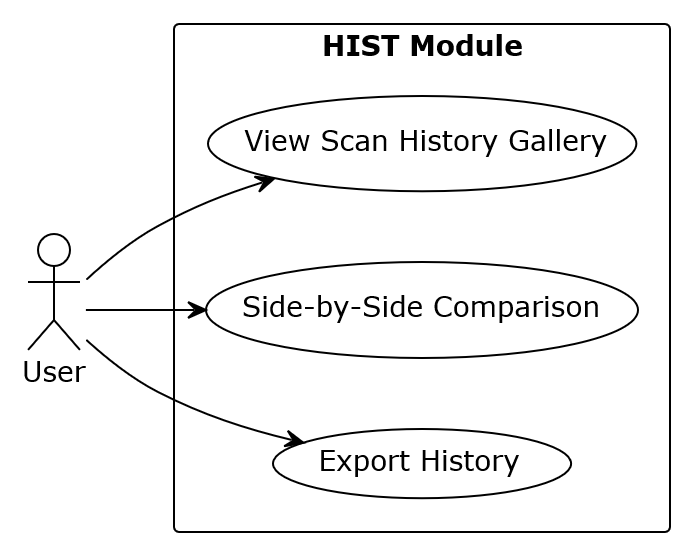 HIST Module
View Scan History Gallery
Side-by-Side Comparison
User
Export History